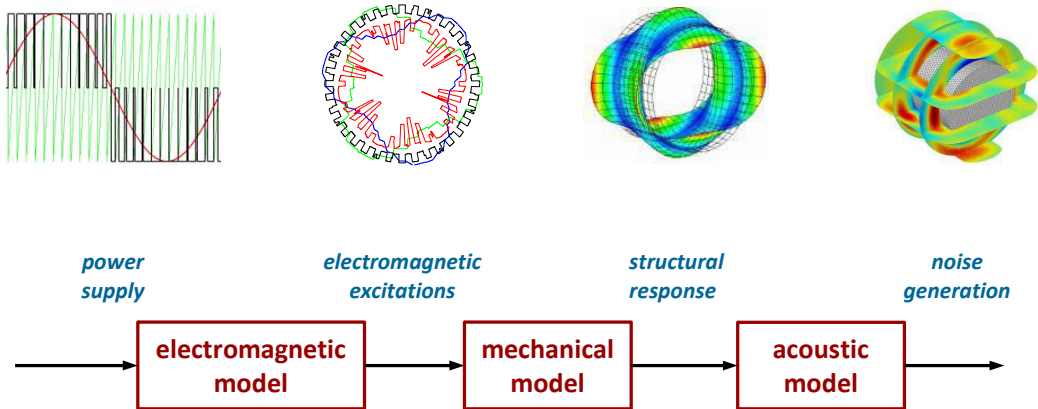 power
supply
electromagnetic
excitations
structural
response
noise
generation
electromagnetic
model
mechanical
model
acoustic
model